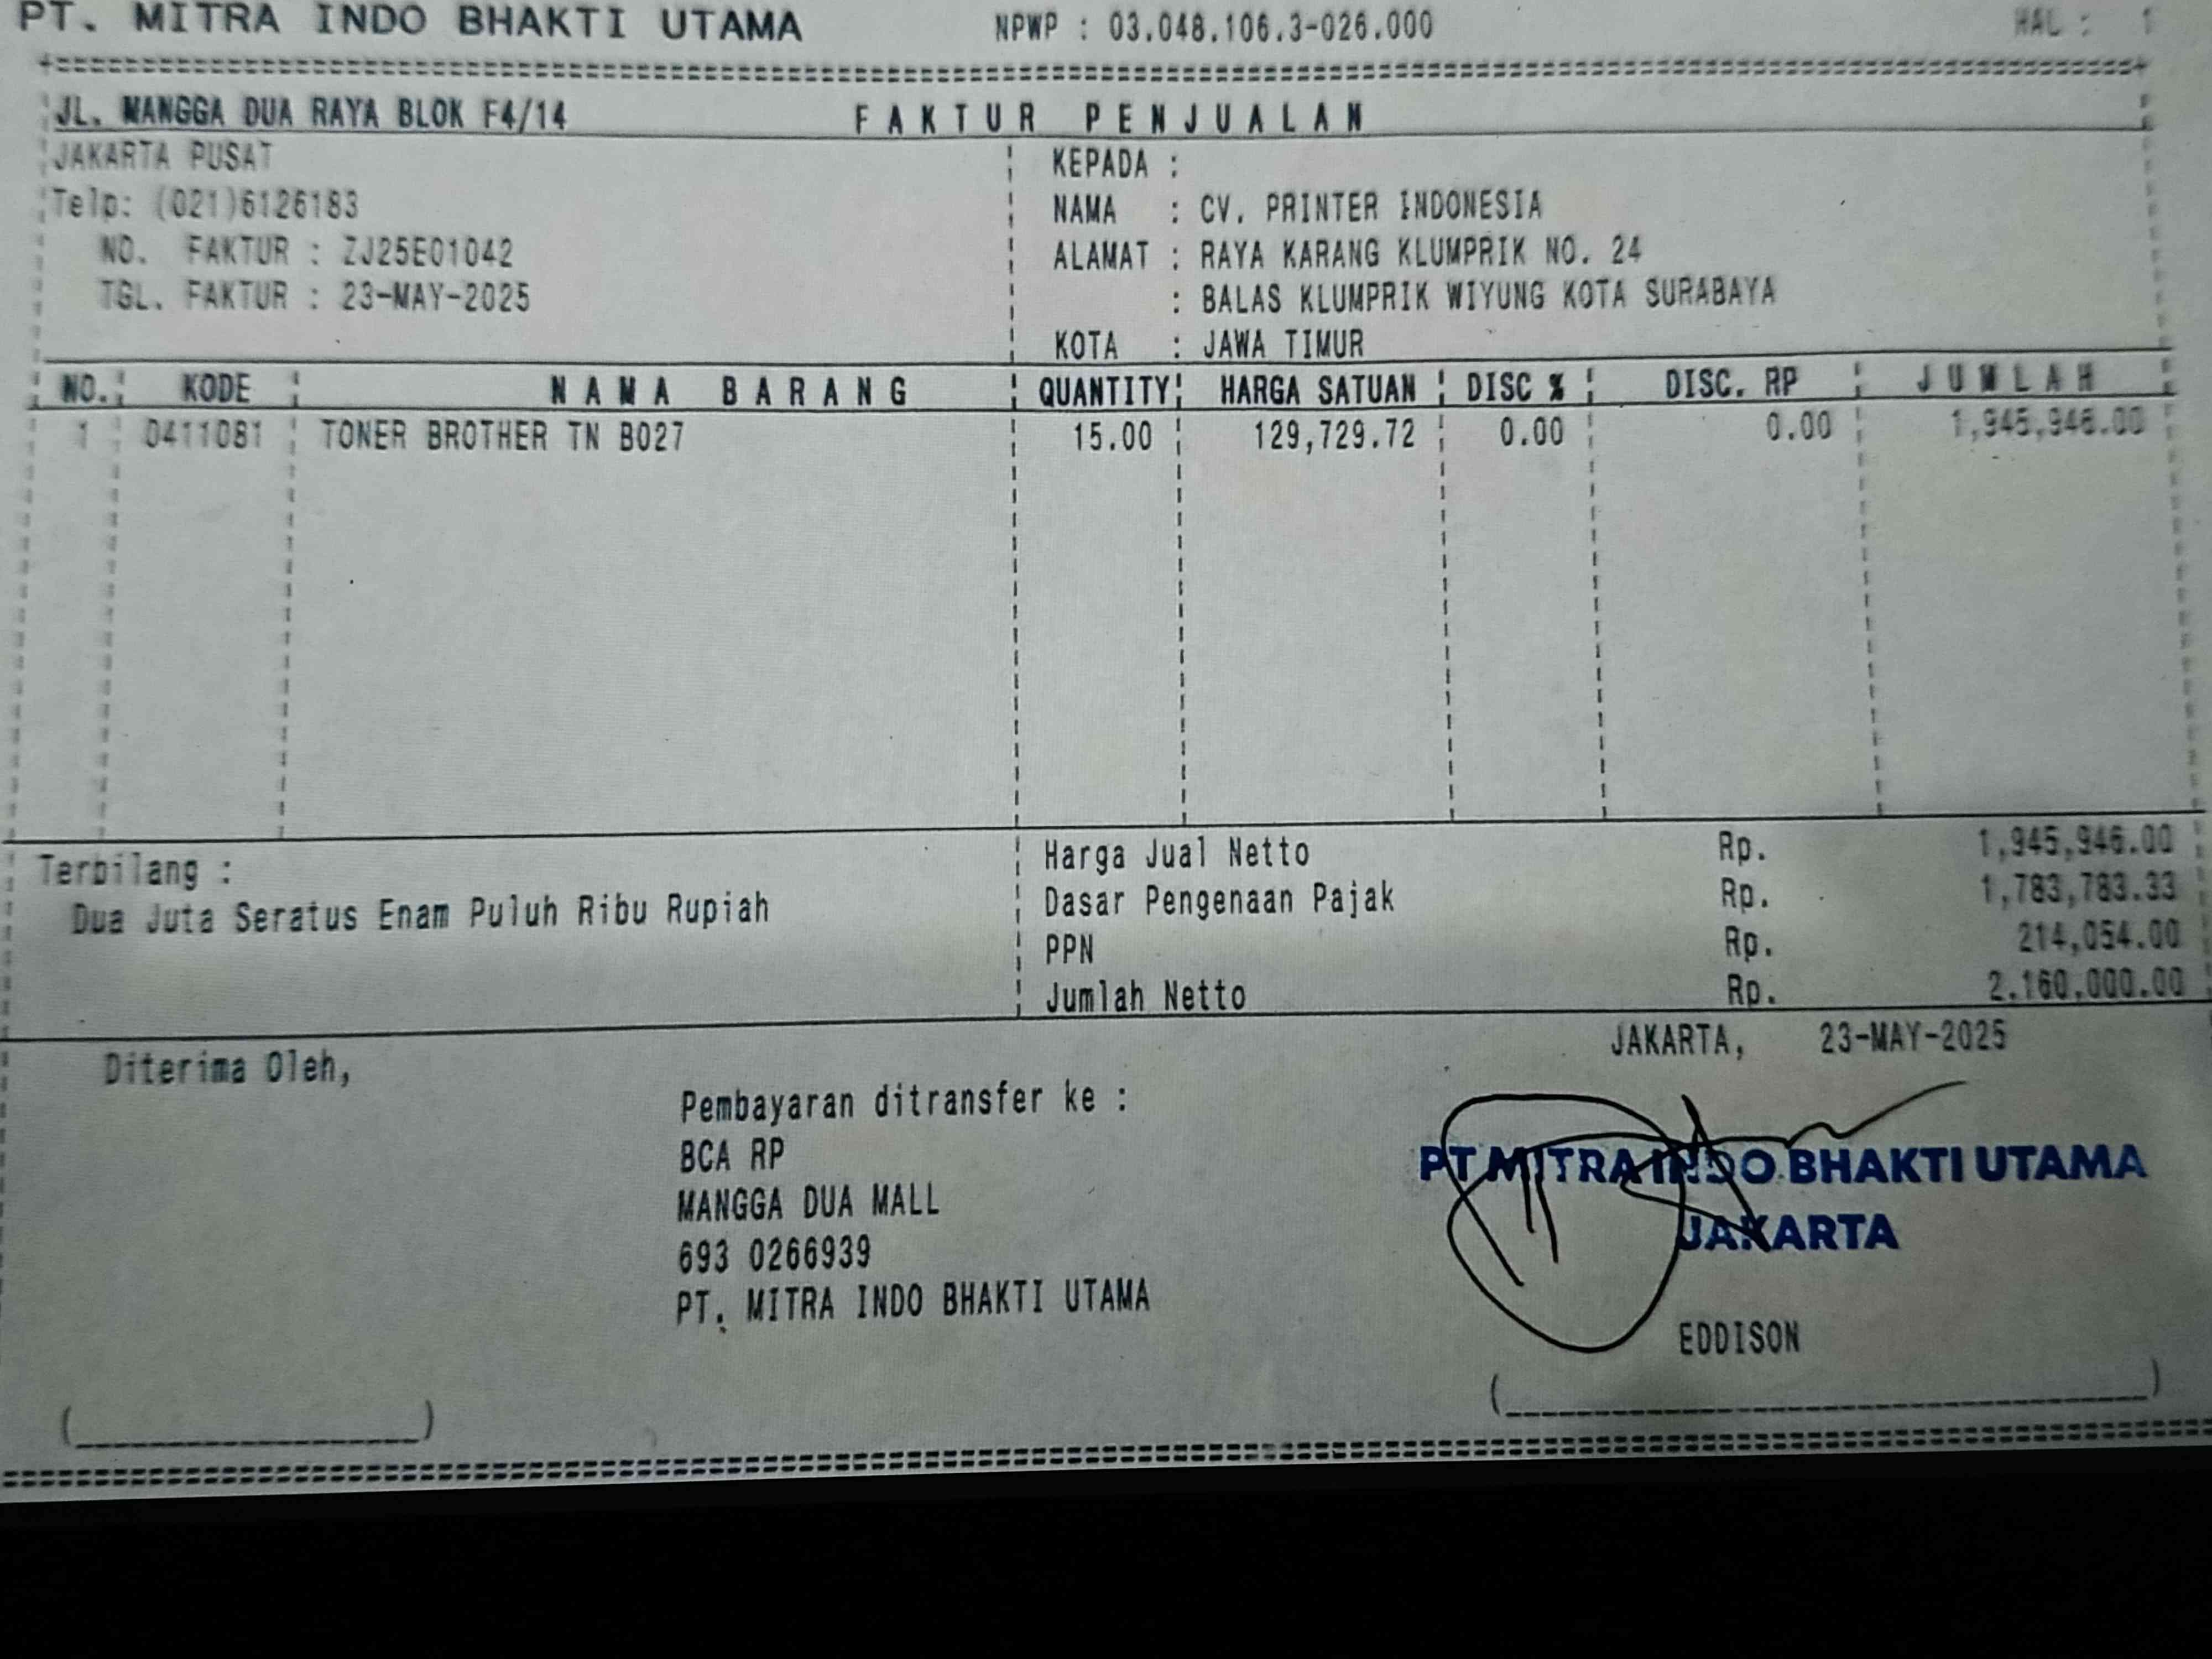 PT. MITRA INDO BHAKTI UTAMA NPWP : 03.048.106.3-026.000 HAL : 1
JL. MANGGA DUA RAYA BLOK F4/14 FAKTUR PENJUALAN
JAKARTA PUSAT KEPADA :
Telp: (021)6126183 NAMA : CV. PRINTER INDONESIA
NO. FAKTUR : ZJ25E01042 ALAMAT : RAYA KARANG KLUMPRIK NO. 24
TGL. FAKTUR : 23-MAY-2025 : BALAS KLUMPRIK WIYUNG KOTA SURABAYA
KOTA : JAWA TIMUR
NO. KODE NAMA BARANG QUANTITY HARGA SATUAN DISC % DISC. RP JUMLAH
1 0411081 TONER BROTHER TN B027 15.00 129,729.72 0.00 0.00 1,945,946.00
Terbilang : Harga Jual Netto Rp. 1,945,946.00
Dua Juta Seratus Enam Puluh Ribu Rupiah Dasar Pengenaan Pajak Rp. 1,783,783.33
PPN Rp. 214,054.00
Jumlah Netto Rp. 2.160.000.00
JAKARTA, 23-MAY-2025
Diterima Oleh,
Pembayaran ditransfer ke :
BCA RP
PT MITRA INDO BHAKTI UTAMA
MANGGA DUA MALL
JAKARTA
693 0266939
PT. MITRA INDO BHAKTI UTAMA
EDDISON